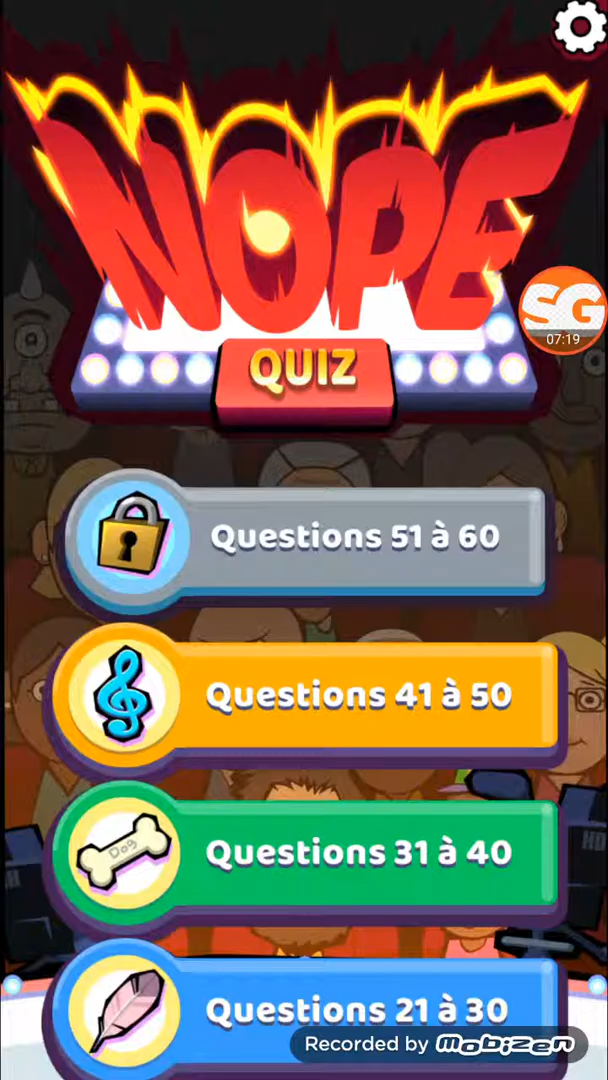 NOPE
QUIZ
SG
07:19
Questions 51 à 60
Questions 41 à 50
Dog
Questions 31 à 40
HD
Questions 21 à 30
Recorded by mobizen